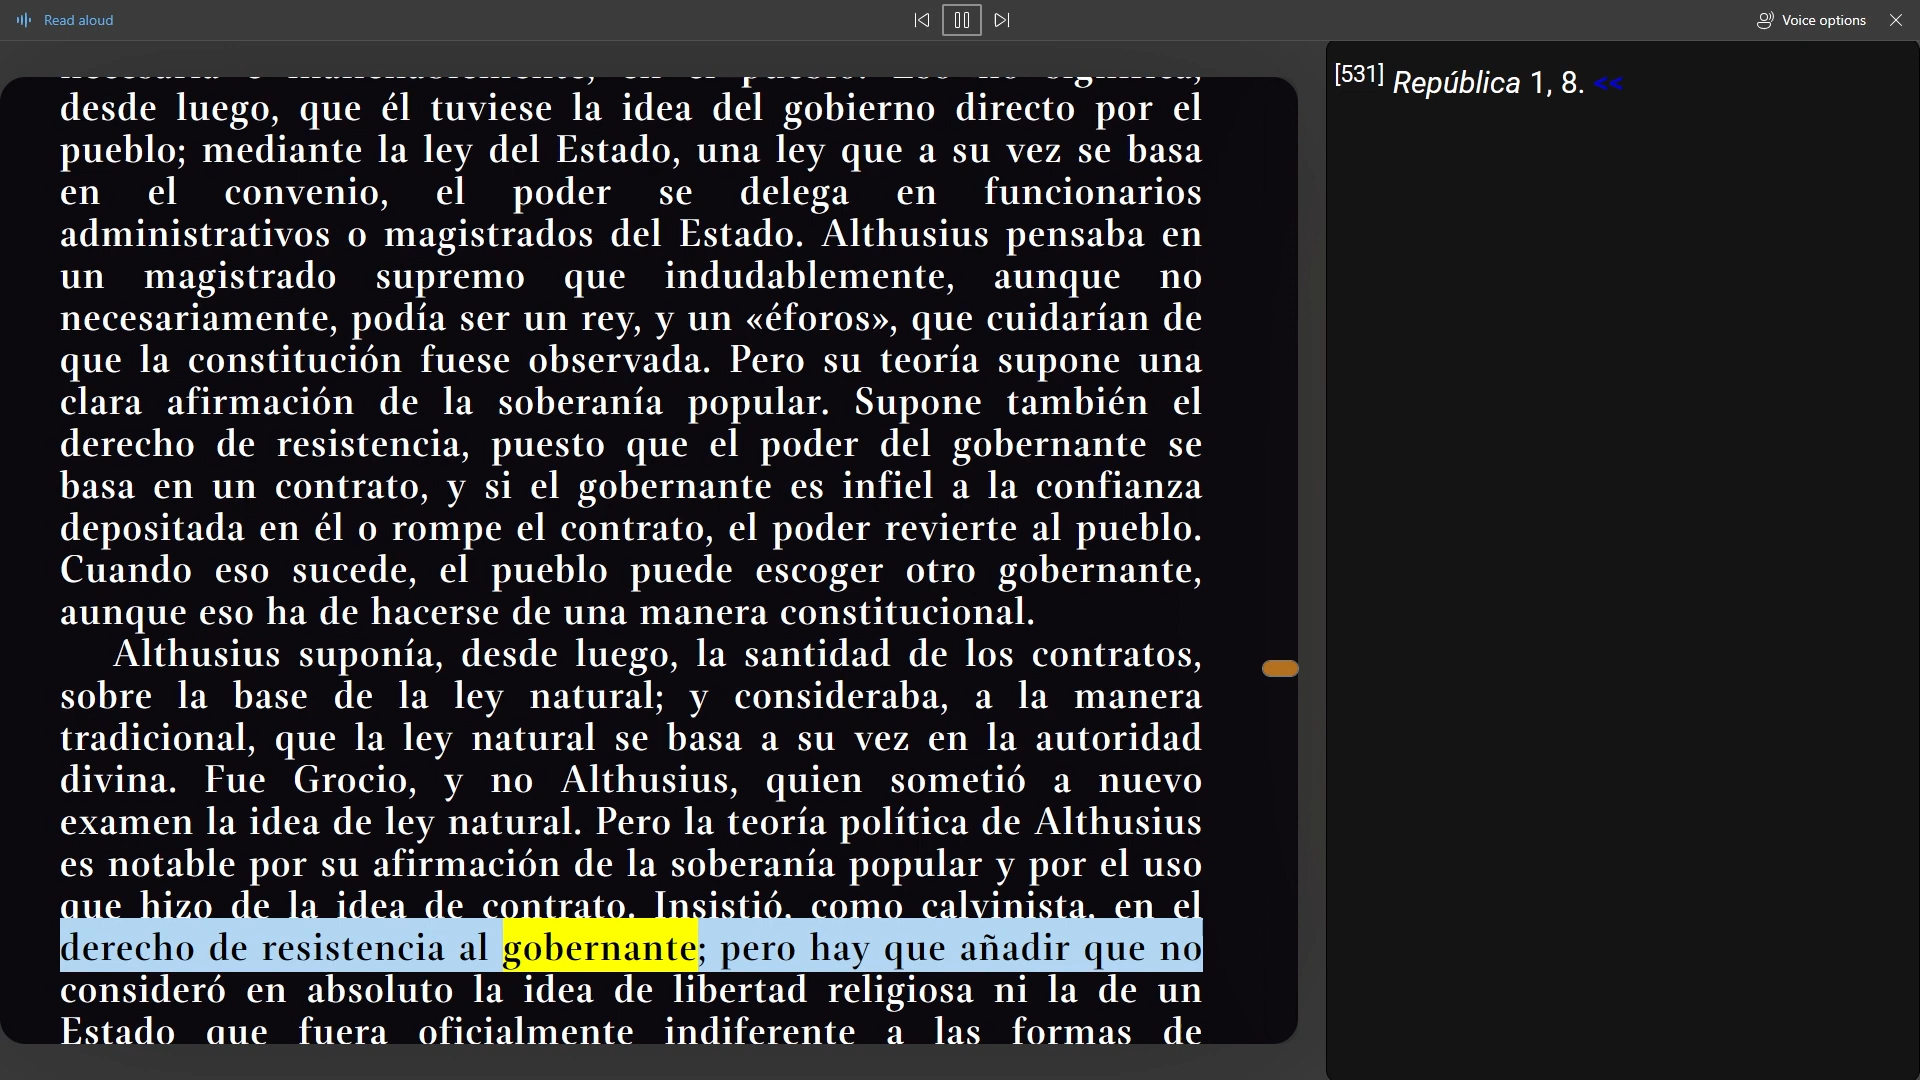 Read aloud
Voice options
necesaria e inalienablemente, en el pueblo. Eso no significa,
desde luego, que él tuviese la idea del gobierno directo por el
pueblo; mediante la ley del Estado, una ley que a su vez se basa
en el convenio, el poder se delega en funcionarios
administrativos o magistrados del Estado. Althusius pensaba en
un magistrado supremo que indudablemente, aunque no
necesariamente, podía ser un rey, y un «éforos», que cuidarían de
que la constitución fuese observada. Pero su teoría supone una
clara afirmación de la soberanía popular. Supone también el
derecho de resistencia, puesto que el poder del gobernante se
basa en un contrato, y si el gobernante es infiel a la confianza
depositada en él o rompe el contrato, el poder revierte al pueblo.
Cuando eso sucede, el pueblo puede escoger otro gobernante,
aunque eso ha de hacerse de una manera constitucional.
Althusius suponía, desde luego, la santidad de los contratos,
sobre la base de la ley natural; y consideraba, a la manera
tradicional, que la ley natural se basa a su vez en la autoridad
divina. Fue Grocio, y no Althusius, quien sometió a nuevo
examen la idea de ley natural. Pero la teoría política de Althusius
es notable por su afirmación de la soberanía popular y por el uso
que hizo de la idea de contrato. Insistió, como calvinista, en el
derecho de resistencia al gobernante; pero hay que añadir que no
consideró en absoluto la idea de libertad religiosa ni la de un
Estado que fuera oficialmente indiferente a las formas de
[531] República 1, 8. <<